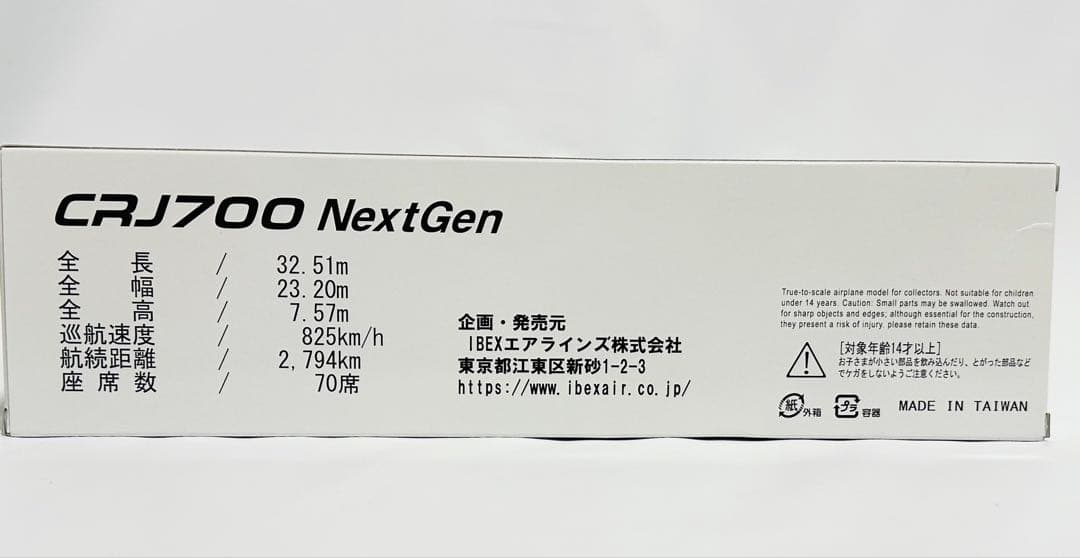 CRJ700 NextGen
全長 / 32.51m
全幅 / 23.20m
全高 / 7.57m
巡航速度 / 825km/h
航続距離 / 2,794km
座席数 / 70席
企画・発売元
IBEXエアラインズ株式会社
東京都江東区新砂1-2-3
https://www.ibexair.co.jp/
True-to-scale airplane model for collectors. Not suitable for children
under 14 years. Caution: Small parts may be swallowed. Watch out
for sharp objects and edges; although essential for the construction,
they present a risk of injury. please retain these data.
[対象年齢14才以上]
お子さまが小さい部品を飲み込んだり、とがった部品など
でケガをしないようご注意ください。
紙 外箱 プラ 容器 MADE IN TAIWAN